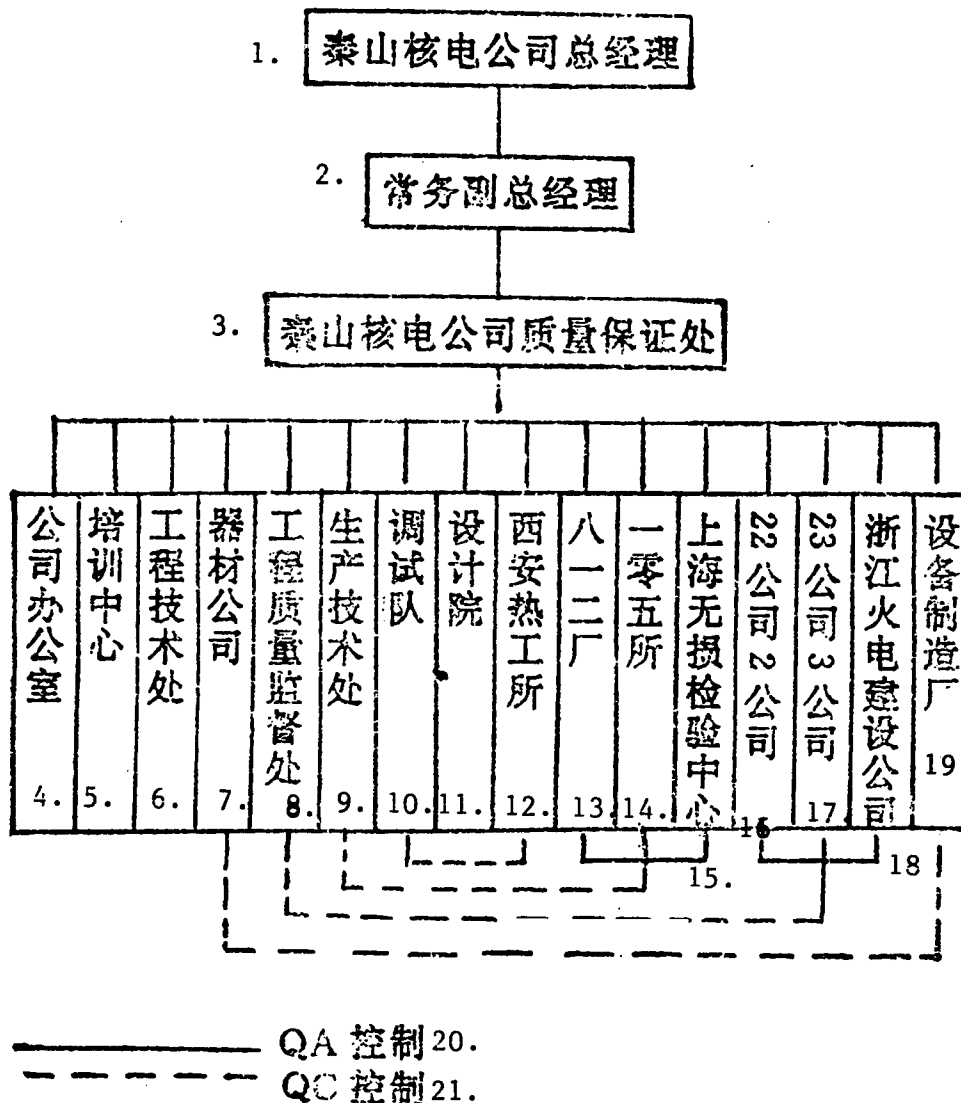 1. 秦山核电公司总经理
2. 常务副总经理
3. 秦山核电公司质量保证处
公司办公室 4.
培训中心 5.
工程技术处 6.
器材公司 7.
工程质量监督处 8.
生产技术处 9.
调试队 10.
设计院 11.
西安热工所 12.
八一二厂 13.
一零五所 14.
上海无损检验中心 15.
22公司2公司 16
23公司3公司 17.
浙江火电建设公司 18
设备制造厂 19
QA 控制 20.
QC 控制 21.